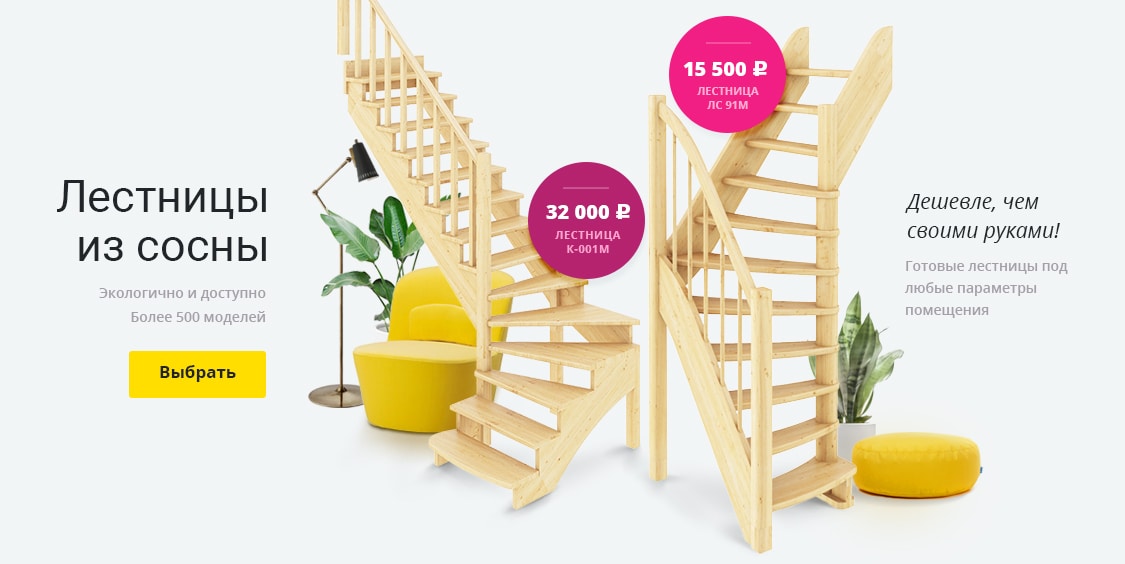 Лестницы
из сосны
Экологично и доступно
Более 500 моделей
Выбрать
32 000 ₽
ЛЕСТНИЦА
К-001М
15 500 ₽
ЛЕСТНИЦА
ЛС 91М
Дешевле, чем
своими руками!
Готовые лестницы под
любые параметры
помещения